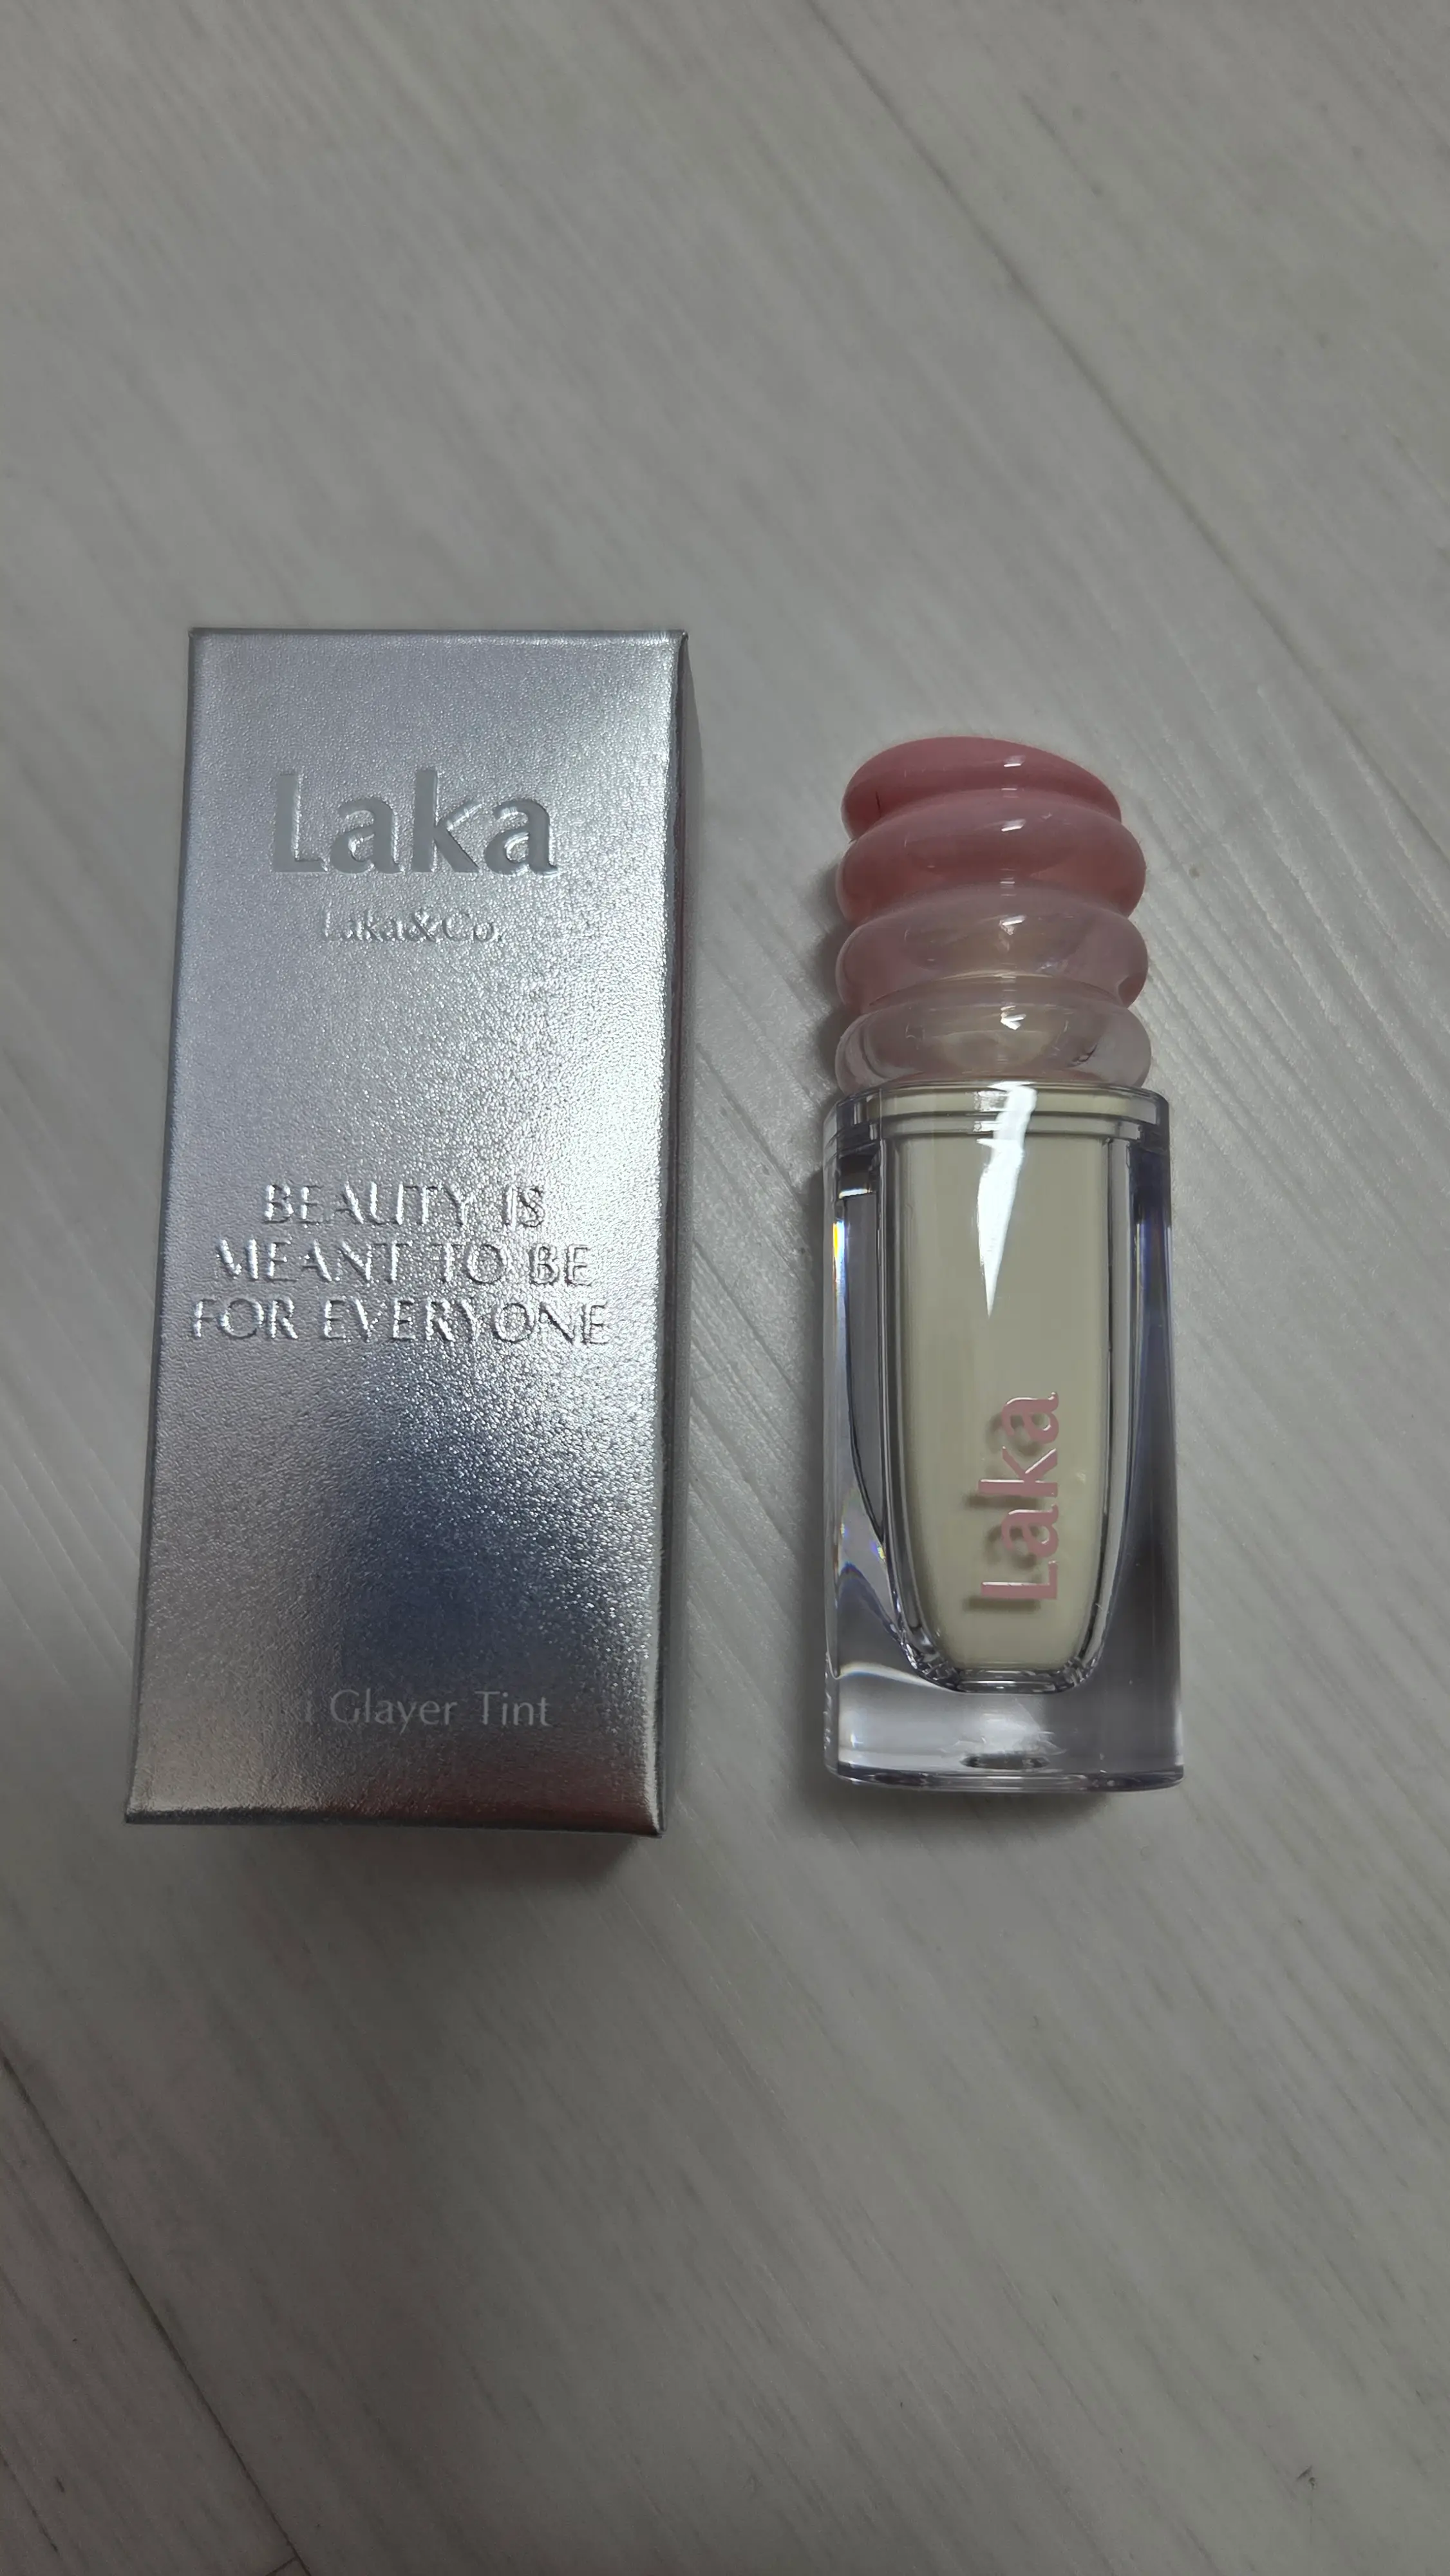 Laka
Laka&Co.
BEAUTY IS
MEANT TO BE
FOR EVERYONE
Glayer Tint
Laka